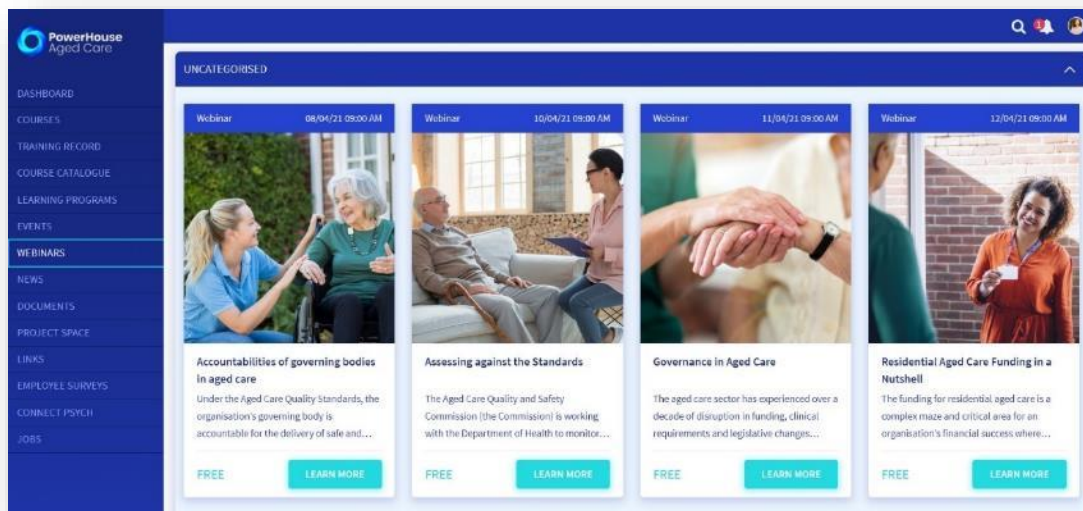 PowerHouse
Aged Care
1
UNCATEGORISED
DASHBOARD
COURSES
TRAINING RECORD
COURSE CATALOGUE
LEARNING PROGRAMS
EVENTS
WEBINARS
NEWS
DOCUMENTS
PROJECT SPACE
LINKS
EMPLOYEE SURVEYS
CONNECT PSYCH
JOBS
Webinar 08/04/21 09:00 AM
Accountabilities of governing bodies
in aged care
Under the Aged Care Quality Standards, the
organisation's governing body is
accountable for the delivery of safe and...
FREE LEARN MORE
Webinar 10/04/21 09:00 AM
Assessing against the Standards
The Aged Care Quality and Safety
Commission (the Commission) is working
with the Department of Health to monitor...
FREE LEARN MORE
Webinar 11/04/21 09:00 AM
Governance in Aged Care
The aged care sector has experienced over a
decade of disruption in funding, clinical
requirements and legislative changes...
FREE LEARN MORE
Webinar 12/04/21 09:00 AM
Residential Aged Care Funding in a
Nutshell
The funding for residential aged care is a
complex maze and critical area for an
organisation's financial success where...
FREE LEARN MORE